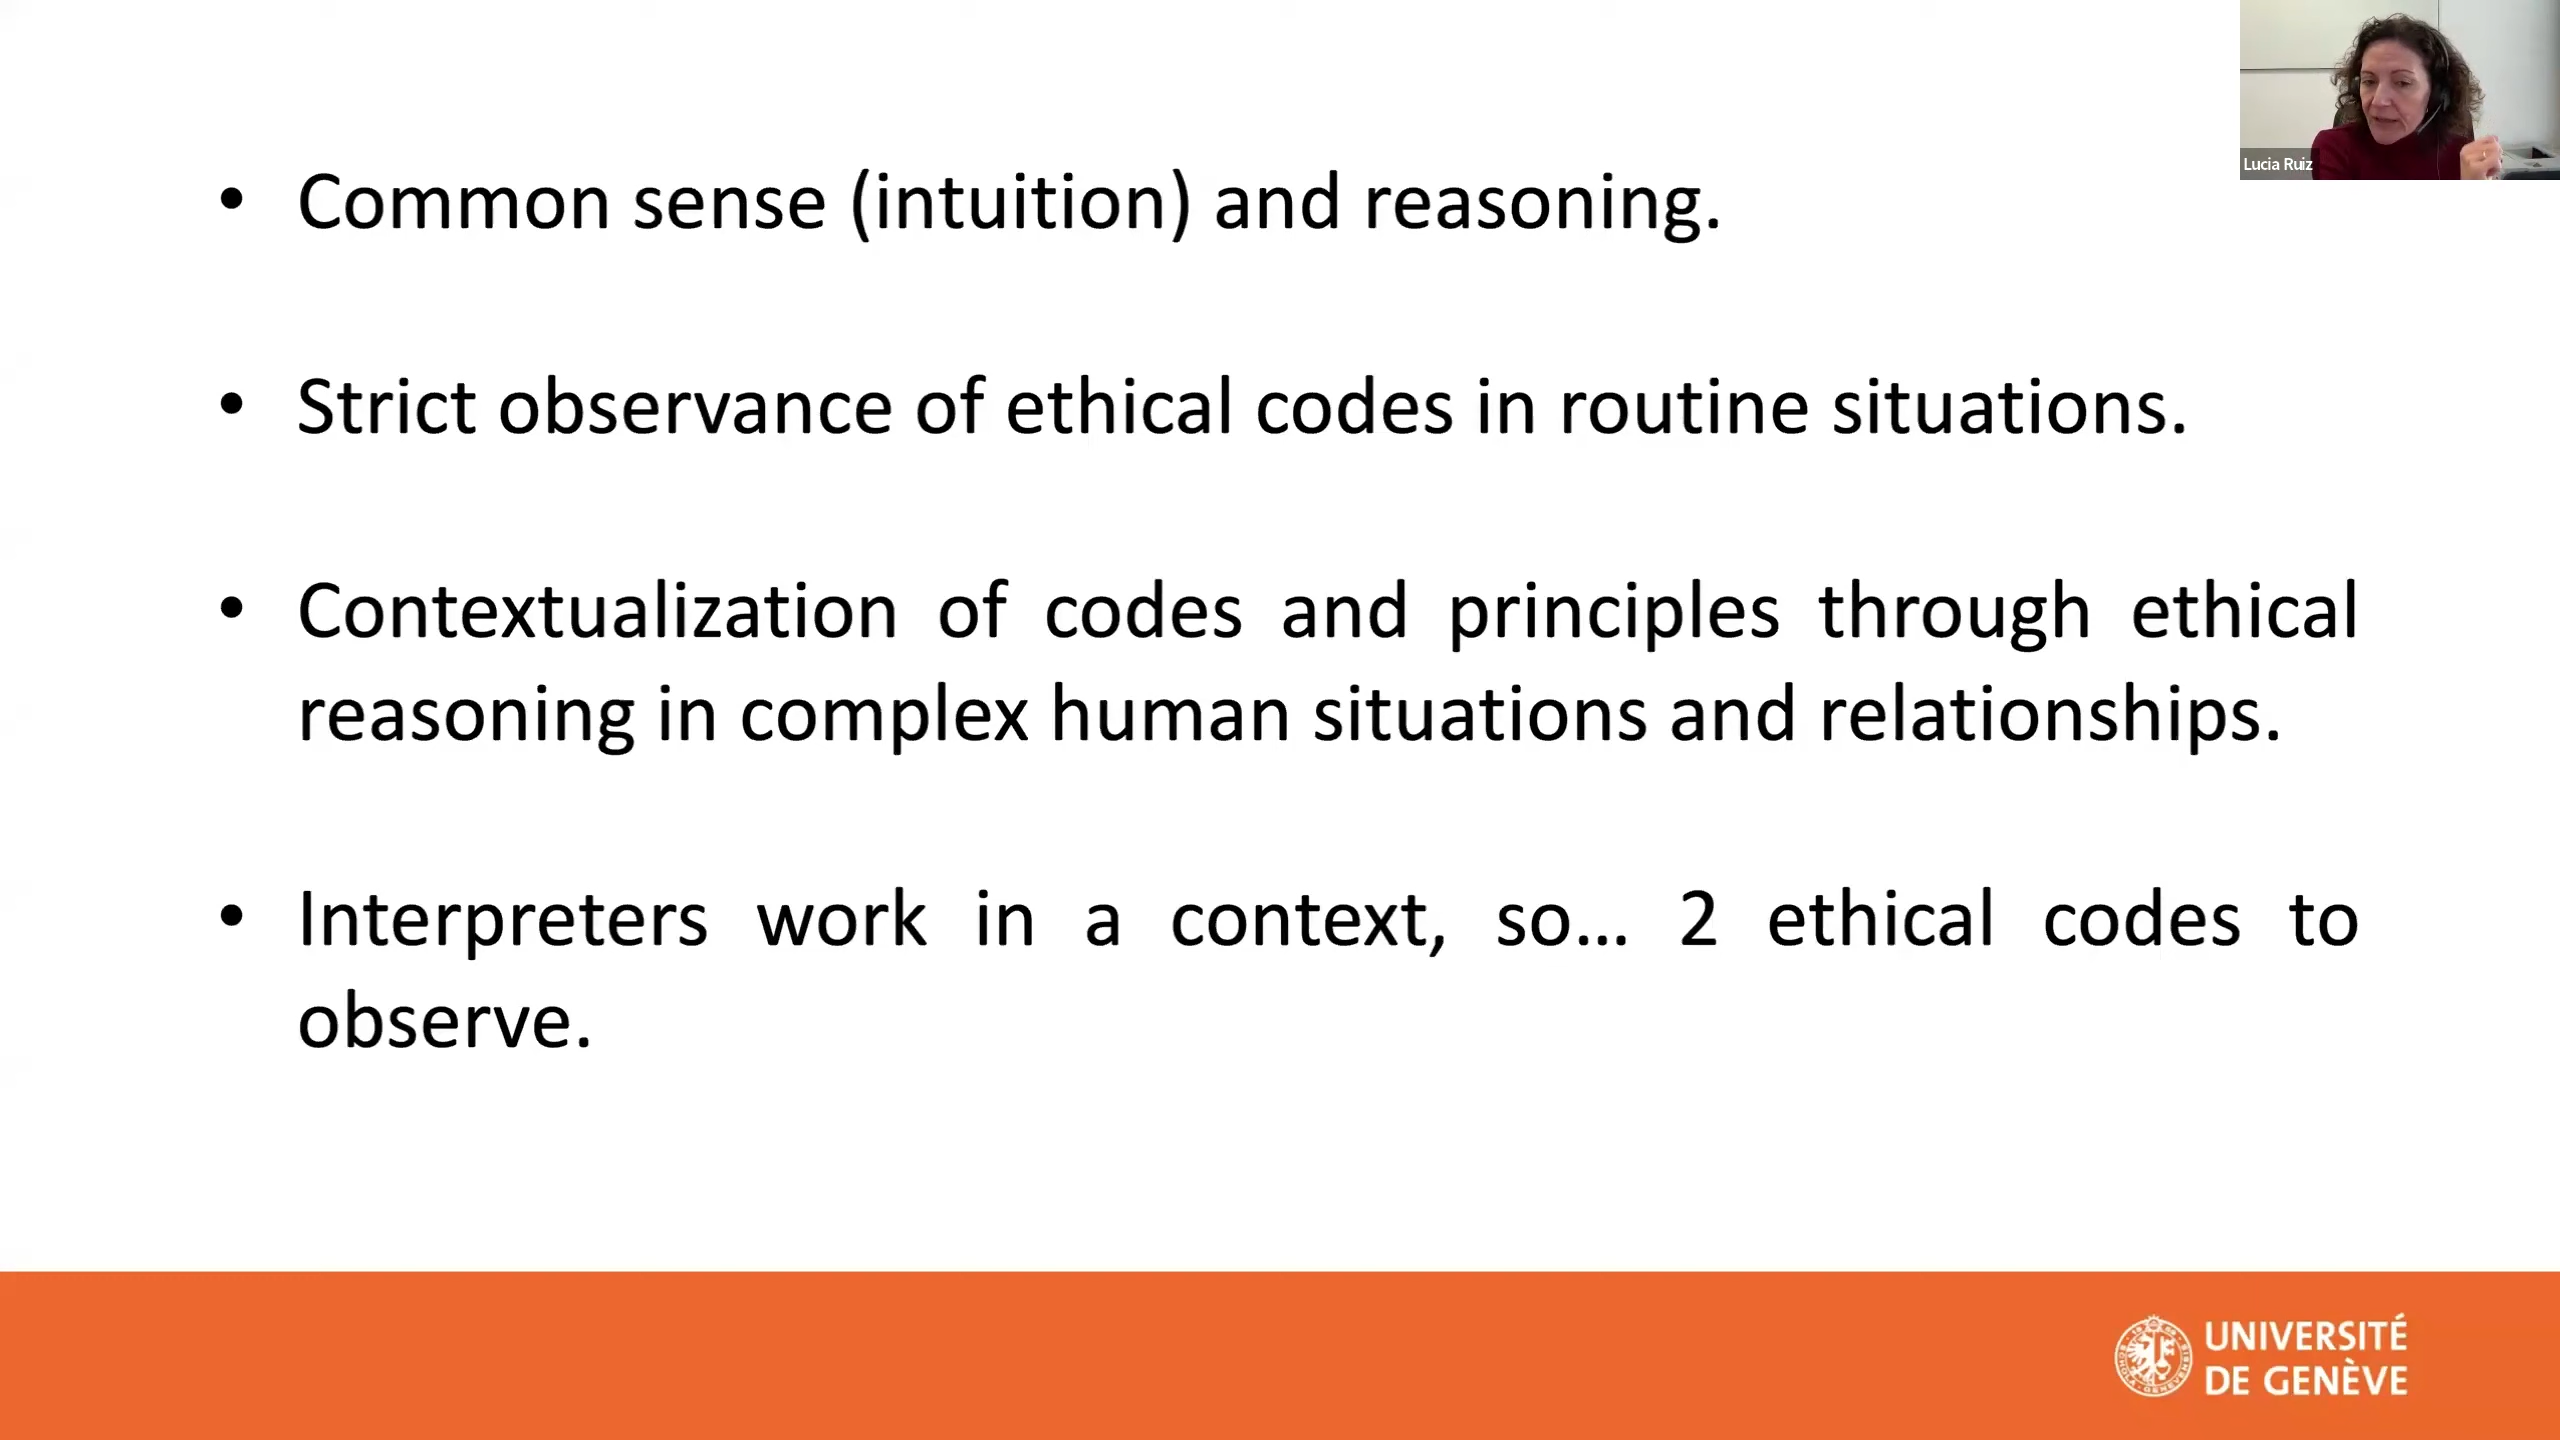 Lucia Ruiz
• Common sense (intuition) and reasoning.
• Strict observance of ethical codes in routine situations.
• Contextualization of codes and principles through ethical
reasoning in complex human situations and relationships.
• Interpreters work in a context, so... 2 ethical codes to
observe.
UNIVERSITÉ
DE GENÈVE